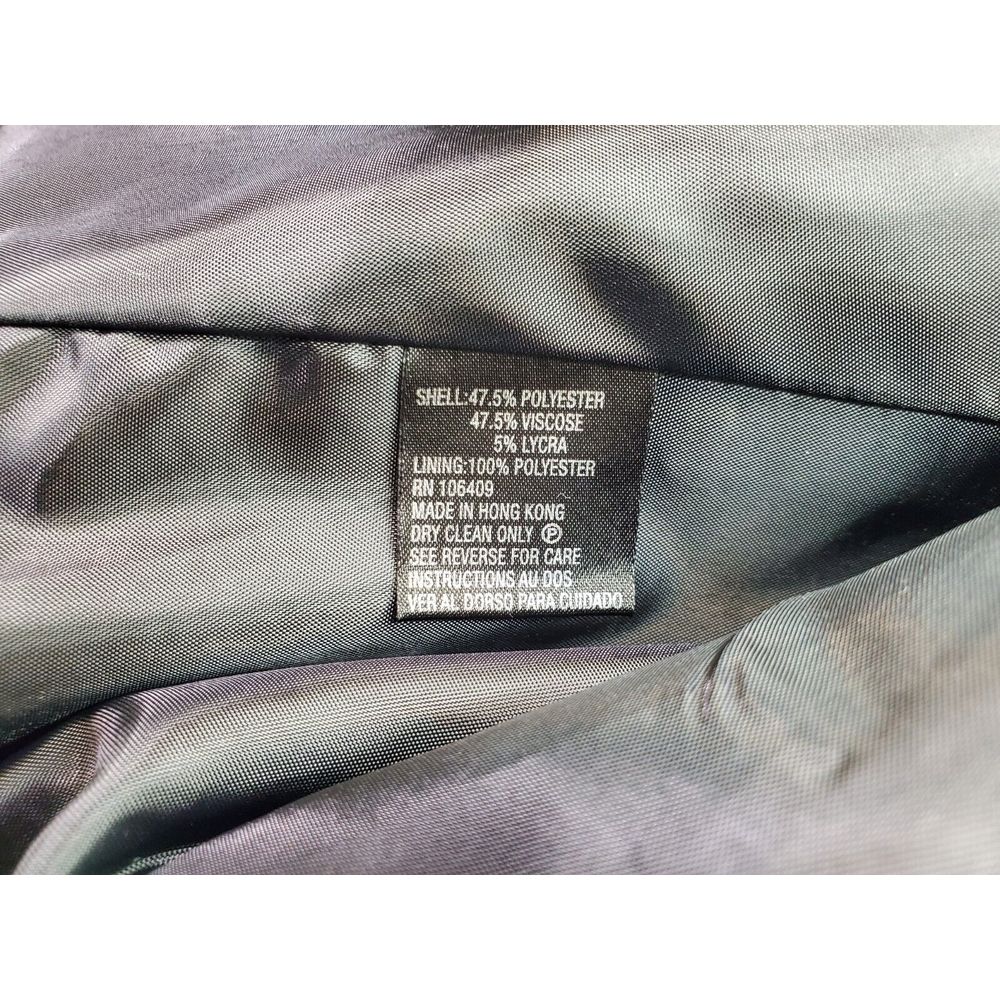 SHELL:47.5% POLYESTER
47.5% VISCOSE
5% LYCRA
LINING:100% POLYESTER
RN 106409
MADE IN HONG KONG
DRY CLEAN ONLY Ⓟ
SEE REVERSE FOR CARE
INSTRUCTIONS AU DOS
VER AL DORSO PARA CUIDADO